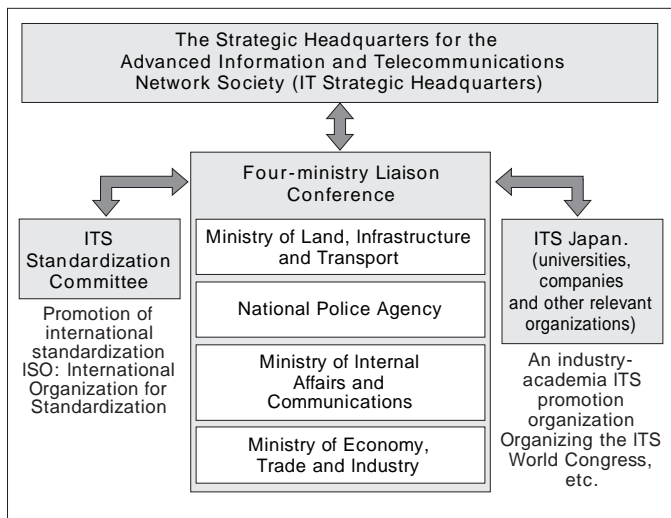 The Strategic Headquarters for the
Advanced Information and Telecommunications
Network Society (IT Strategic Headquarters)
Four-ministry Liaison
Conference
Ministry of Land, Infrastructure
and Transport
National Police Agency
Ministry of Internal
Affairs and
Communications
Ministry of Economy,
Trade and Industry
ITS
Standardization
Committee
Promotion of
international
standardization
ISO: International
Organization for
Standardization
ITS Japan.
(universities,
companies
and other relevant
organizations)
An industry-
academia ITS
promotion
organization
Organizing the ITS
World Congress,
etc.